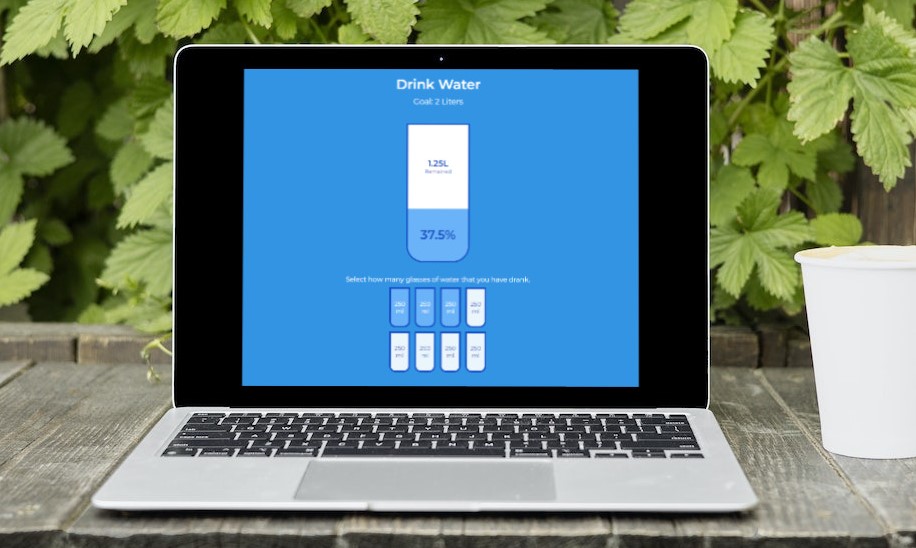 Drink Water
Goal: 2 Liters
1.25L
Remained
37.5%
Select how many glasses of water that you have drank.
250 250 250 250
ml ml ml ml
250 250 250 250
ml ml ml ml